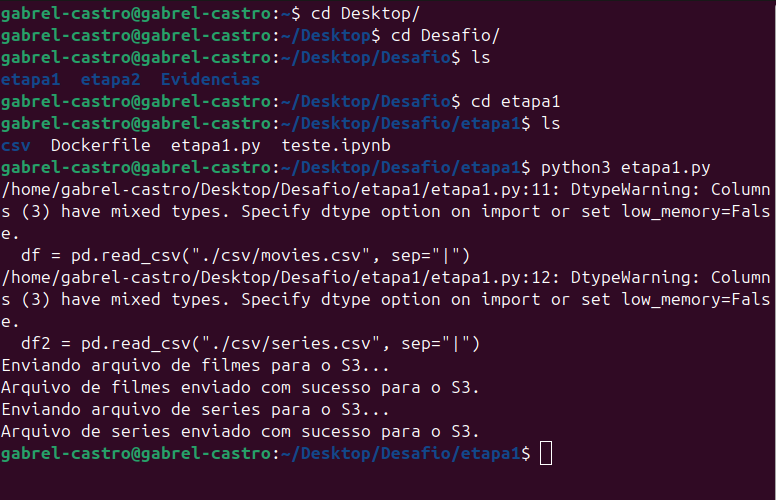 gabrel-castro@gabrel-castro:~$ cd Desktop/
gabrel-castro@gabrel-castro:~/Desktop$ cd Desafio/
gabrel-castro@gabrel-castro:~/Desktop/Desafio$ ls
etapa1  etapa2  Evidencias
gabrel-castro@gabrel-castro:~/Desktop/Desafio$ cd etapa1
gabrel-castro@gabrel-castro:~/Desktop/Desafio/etapa1$ ls
csv  Dockerfile  etapa1.py  teste.ipynb
gabrel-castro@gabrel-castro:~/Desktop/Desafio/etapa1$ python3 etapa1.py
/home/gabrel-castro/Desktop/Desafio/etapa1/etapa1.py:11: DtypeWarning: Column
s (3) have mixed types. Specify dtype option on import or set low_memory=Fals
e.
  df = pd.read_csv("./csv/movies.csv", sep="|")
/home/gabrel-castro/Desktop/Desafio/etapa1/etapa1.py:12: DtypeWarning: Column
s (3) have mixed types. Specify dtype option on import or set low_memory=Fals
e.
  df2 = pd.read_csv("./csv/series.csv", sep="|")
Enviando arquivo de filmes para o S3...
Arquivo de filmes enviado com sucesso para o S3.
Enviando arquivo de series para o S3...
Arquivo de series enviado com sucesso para o S3.
gabrel-castro@gabrel-castro:~/Desktop/Desafio/etapa1$